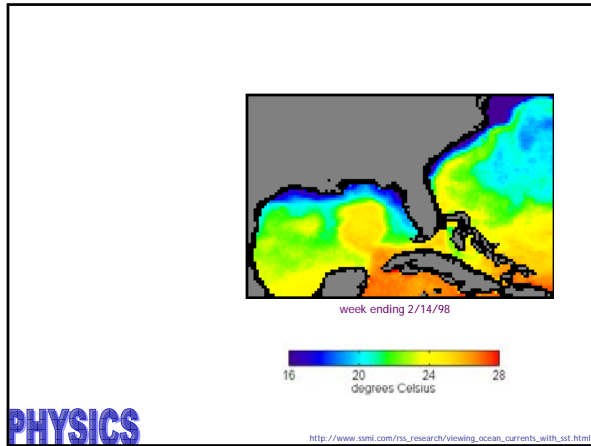 week ending 2/14/98
16 20 24 28
degrees Celsius
PHYSICS
http://www.ssmi.com/rss_research/viewing_ocean_currents_with_sst.html